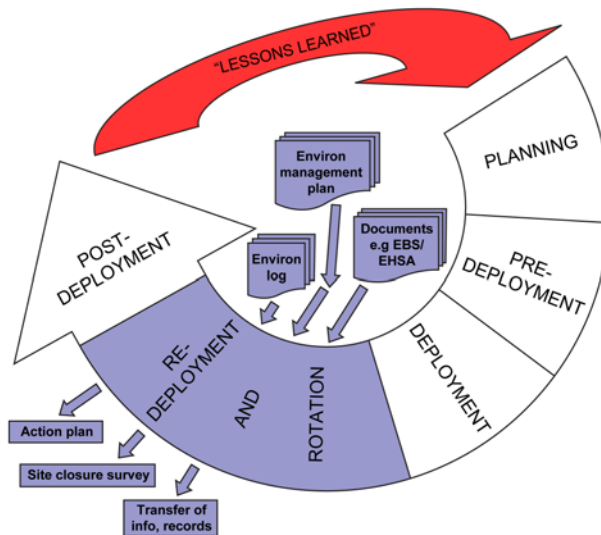 "LESSONS LEARNED"
PLANNING
PRE-
DEPLOYMENT
DEPLOYMENT
RE-
DEPLOYMENT
AND
ROTATION
POST-
DEPLOYMENT
Environ
management
plan
Documents
e.g EBS/
EHSA
Environ
log
Action plan
Site closure survey
Transfer of
info, records